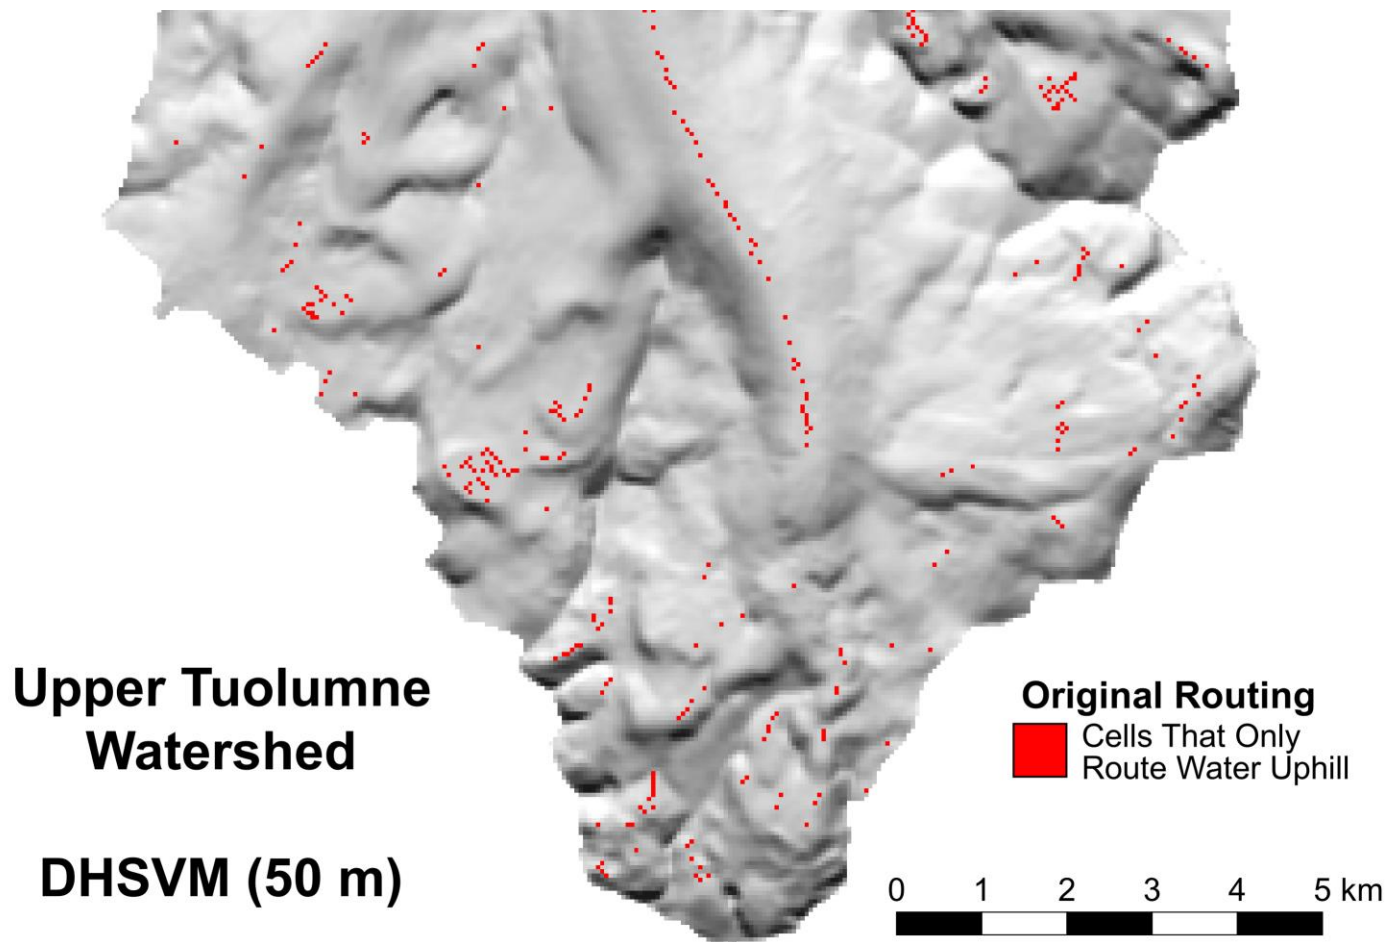 Upper Tuolumne
Watershed
DHSVM (50 m)
Original Routing
Cells That Only
Route Water Uphill
0 1 2 3 4 5 km